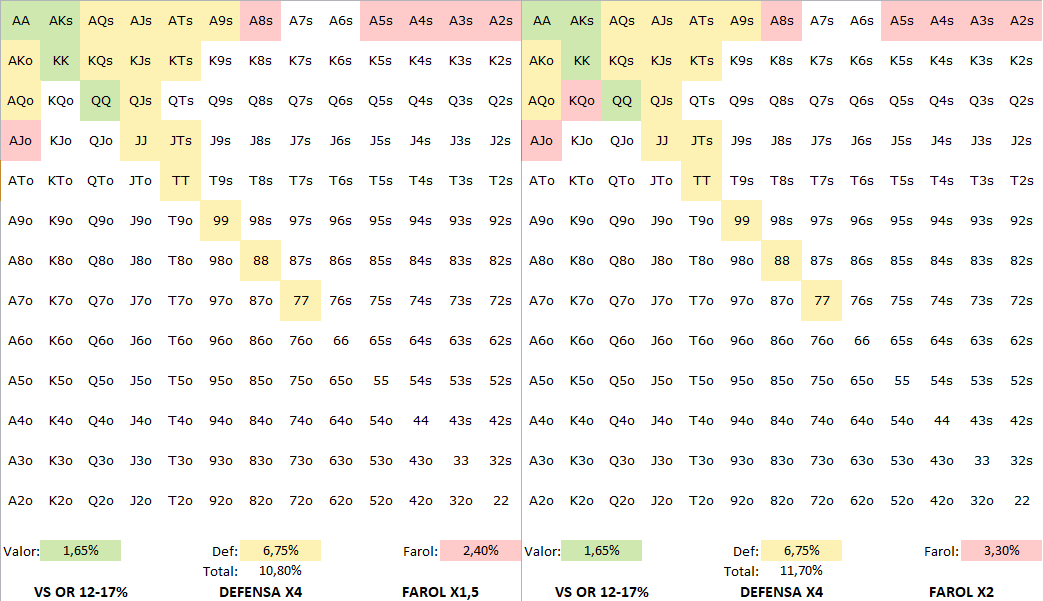 AA AKs AQs AJs ATs A9s A8s A7s A6s A5s A4s A3s A2s AA AKs AQs AJs ATs A9s A8s A7s A6s A5s A4s A3s A2s
AKo KK KQs KJs KTs K9s K8s K7s K6s K5s K4s K3s K2s AKo KK KQs KJs KTs K9s K8s K7s K6s K5s K4s K3s K2s
AQo KQo QQ QJs QTs Q9s Q8s Q7s Q6s Q5s Q4s Q3s Q2s AQo KQo QQ QJs QTs Q9s Q8s Q7s Q6s Q5s Q4s Q3s Q2s
AJo KJo QJo JJ JTs J9s J8s J7s J6s J5s J4s J3s J2s AJo KJo QJo JJ JTs J9s J8s J7s J6s J5s J4s J3s J2s
ATo KTo QTo JTo TT T9s T8s T7s T6s T5s T4s T3s T2s ATo KTo QTo JTo TT T9s T8s T7s T6s T5s T4s T3s T2s
A9o K9o Q9o J9o T9o 99 98s 97s 96s 95s 94s 93s 92s A9o K9o Q9o J9o T9o 99 98s 97s 96s 95s 94s 93s 92s
A8o K8o Q8o J8o T8o 98o 88 87s 86s 85s 84s 83s 82s A8o K8o Q8o J8o T8o 98o 88 87s 86s 85s 84s 83s 82s
A7o K7o Q7o J7o T7o 97o 87o 77 76s 75s 74s 73s 72s A7o K7o Q7o J7o T7o 97o 87o 77 76s 75s 74s 73s 72s
A6o K6o Q6o J6o T6o 96o 86o 76o 66 65s 64s 63s 62s A6o K6o Q6o J6o T6o 96o 86o 76o 66 65s 64s 63s 62s
A5o K5o Q5o J5o T5o 95o 85o 75o 65o 55 54s 53s 52s A5o K5o Q5o J5o T5o 95o 85o 75o 65o 55 54s 53s 52s
A4o K4o Q4o J4o T4o 94o 84o 74o 64o 54o 44 43s 42s A4o K4o Q4o J4o T4o 94o 84o 74o 64o 54o 44 43s 42s
A3o K3o Q3o J3o T3o 93o 83o 73o 63o 53o 43o 33 32s A3o K3o Q3o J3o T3o 93o 83o 73o 63o 53o 43o 33 32s
A2o K2o Q2o J2o T2o 92o 82o 72o 62o 52o 42o 32o 22 A2o K2o Q2o J2o T2o 92o 82o 72o 62o 52o 42o 32o 22
Valor: 1,65% Def: 6,75% Farol: 2,40% Valor: 1,65% Def: 6,75% Farol: 3,30%
Total: 10,80% Total: 11,70%
VS OR 12-17% DEFENSA X4 FAROL X1,5 VS OR 12-17% DEFENSA X4 FAROL X2